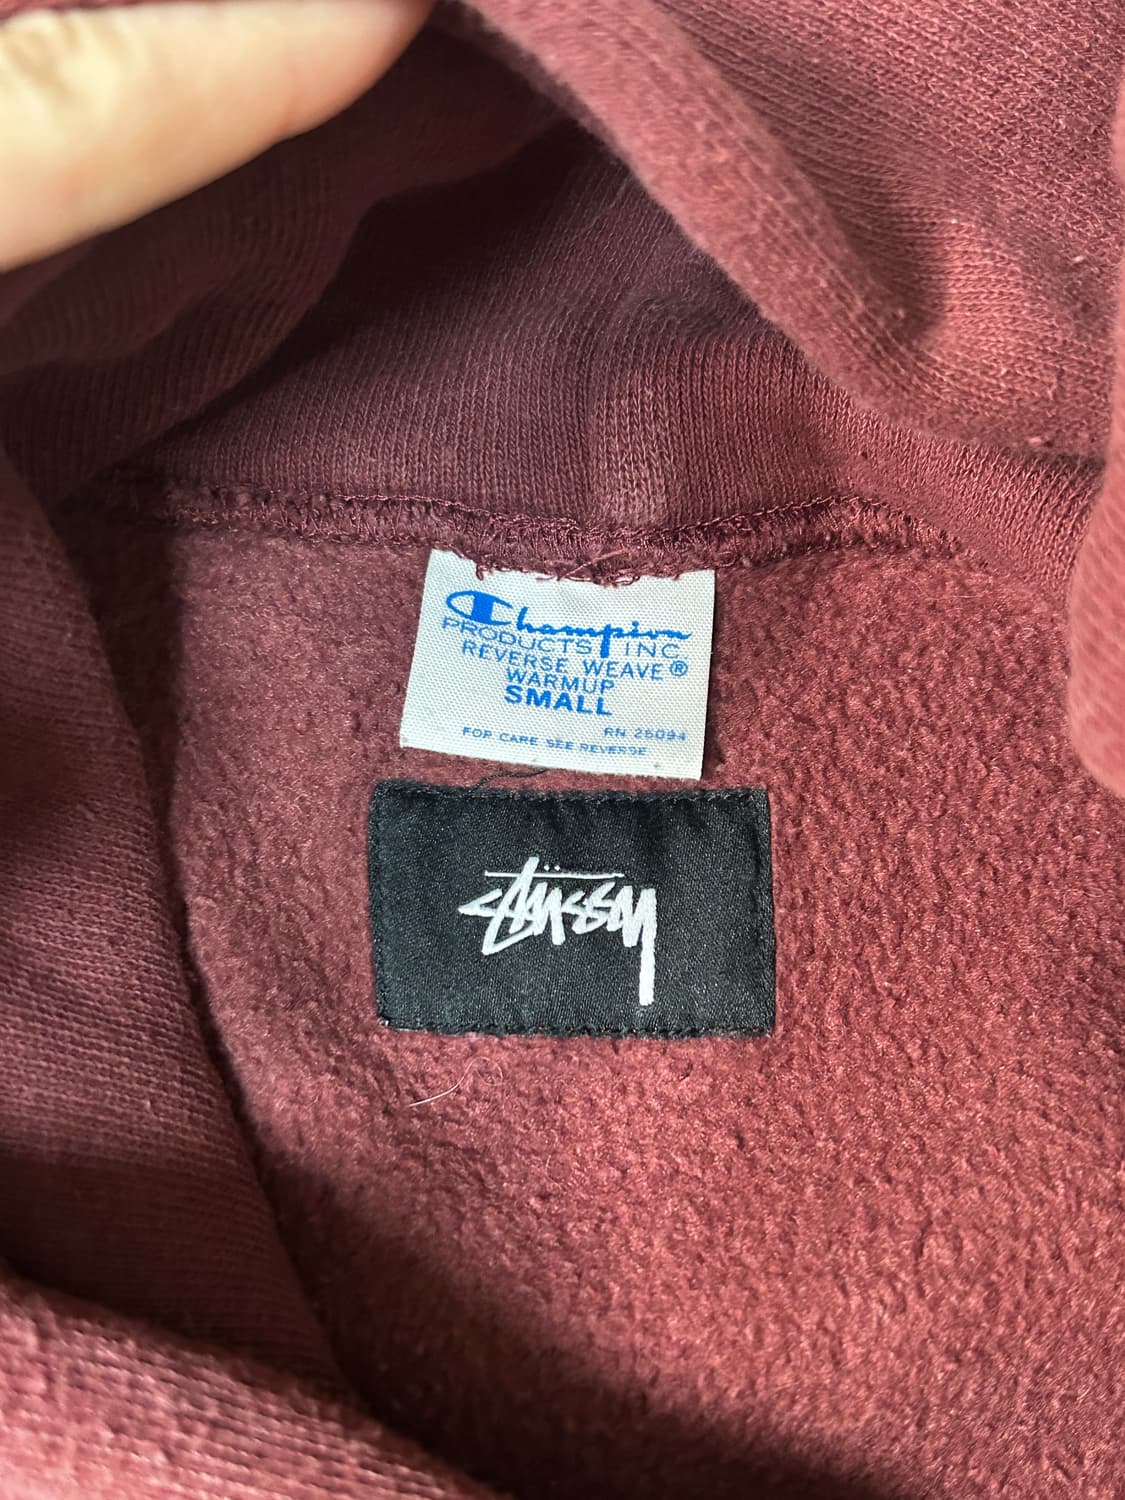 Champion
PRODUCTS INC
REVERSE WEAVE®
WARMUP
SMALL
RN 26094
FOR CARE SEE REVERSE
stüssy